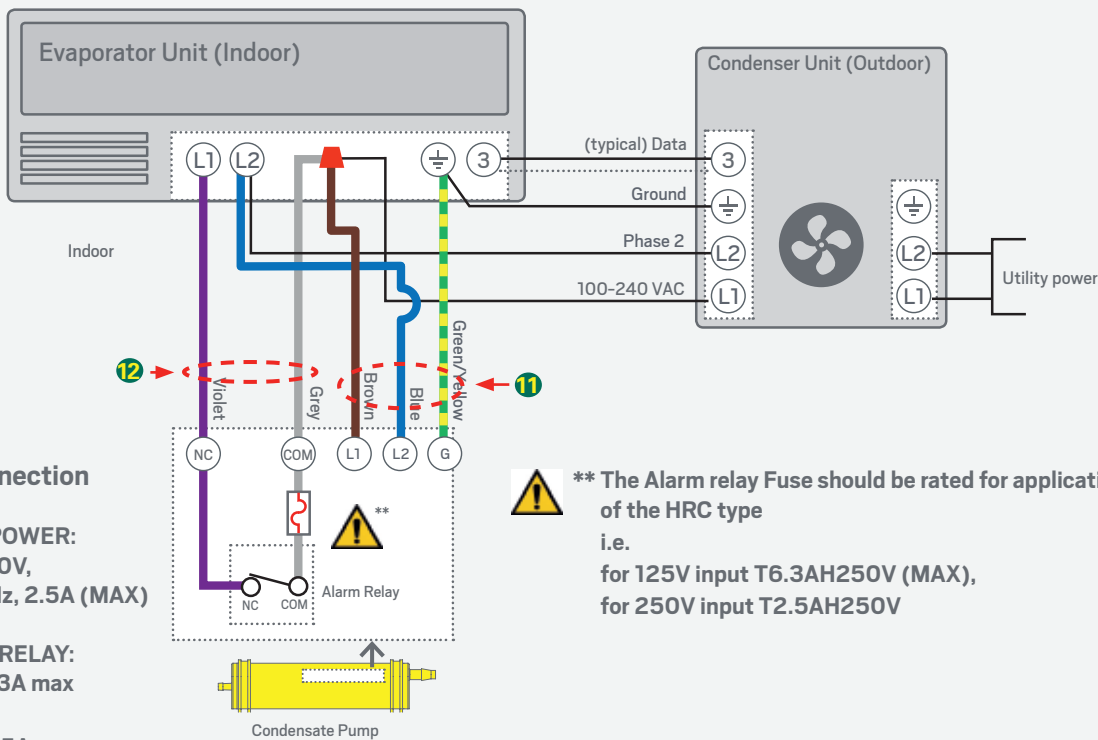 Evaporator Unit (Indoor)
Condenser Unit (Outdoor)
L1 L2 3
(typical) Data
3
Ground
Phase 2
L2 L2
Indoor
100-240 VAC
L1 L1
Utility power
12
11
Violet
Grey
Brown
Blue
Green/Yellow
NC COM L1 L2 G
nection
POWER:
0V,
Hz, 2.5A (MAX)
RELAY:
3A max
**
Alarm Relay
NC COM
** The Alarm relay Fuse should be rated for applicati
of the HRC type
i.e.
for 125V input T6.3AH250V (MAX),
for 250V input T2.5AH250V
Condensate Pump